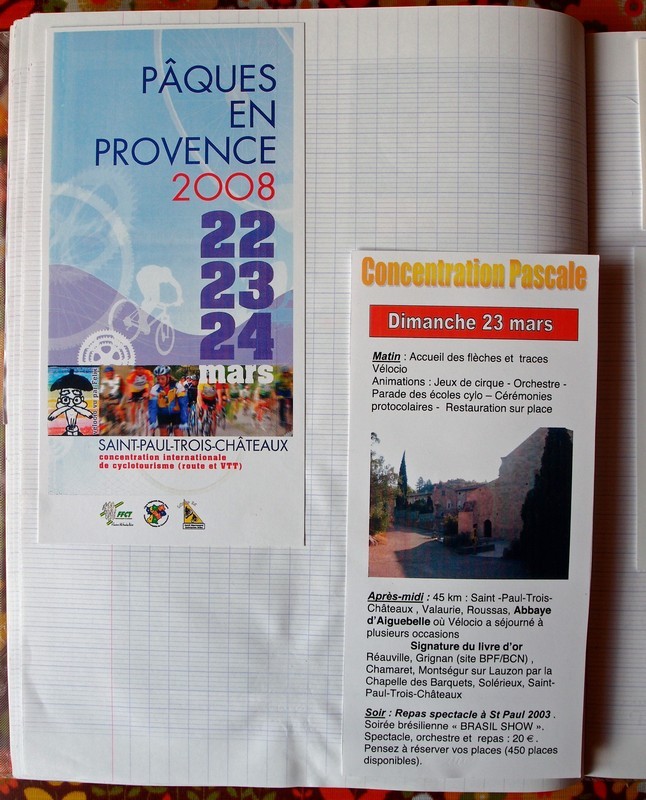 PÂQUES
EN
PROVENCE
2008
22
23
24
mars
SAINT-PAUL-TROIS-CHÂTEAUX
concentration internationale
de cyclotourisme (route et VTT)
FFCT
Concentration Pascale
Dimanche 23 mars
Matin : Accueil des flèches et traces
Vélocio
Animations : Jeux de cirque - Orchestre -
Parade des écoles cylo – Cérémonies
protocolaires - Restauration sur place
Après-midi : 45 km : Saint -Paul-Trois-
Châteaux , Valaurie, Roussas, Abbaye
d'Aiguebelle où Vélocio a séjourné à
plusieurs occasions
Signature du livre d'or
Réauville, Grignan (site BPF/BCN) ,
Chamaret, Montségur sur Lauzon par la
Chapelle des Barquets, Solérieux, Saint-
Paul-Trois-Châteaux
Soir : Repas spectacle à St Paul 2003 .
Soirée brésilienne « BRASIL SHOW ».
Spectacle, orchestre et repas : 20 € .
Pensez à réserver vos places (450 places
disponibles).